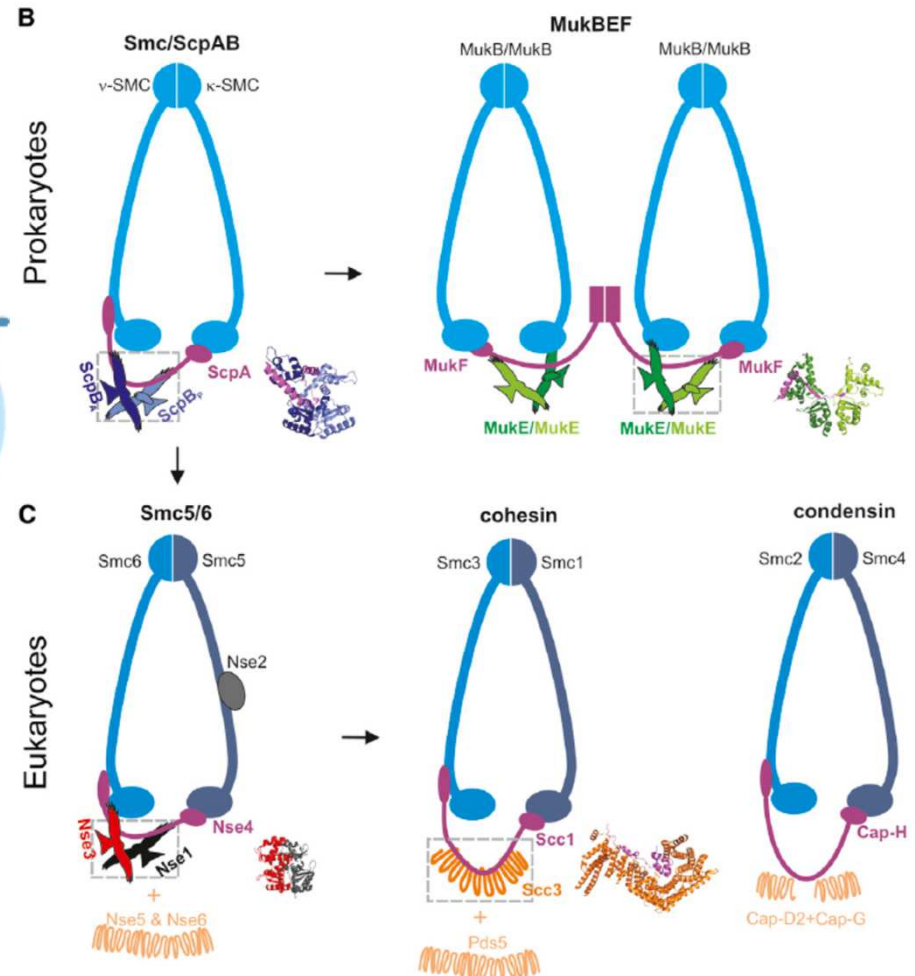 B
Prokaryotes
Smc/ScpAB
ν-SMC
κ-SMC
ScpA
ScpBA
ScpBP
MukBEF
MukB/MukB
MukB/MukB
MukF
MukF
MukE/MukE
MukE/MukE
C
Eukaryotes
Smc5/6
Smc6
Smc5
Nse2
Nse4
Nse3
Nse1
+
Nse5 & Nse6
cohesin
Smc3
Smc1
Scc1
Scc3
+
Pds5
condensin
Smc2
Smc4
Cap-H
Cap-D2+Cap-G